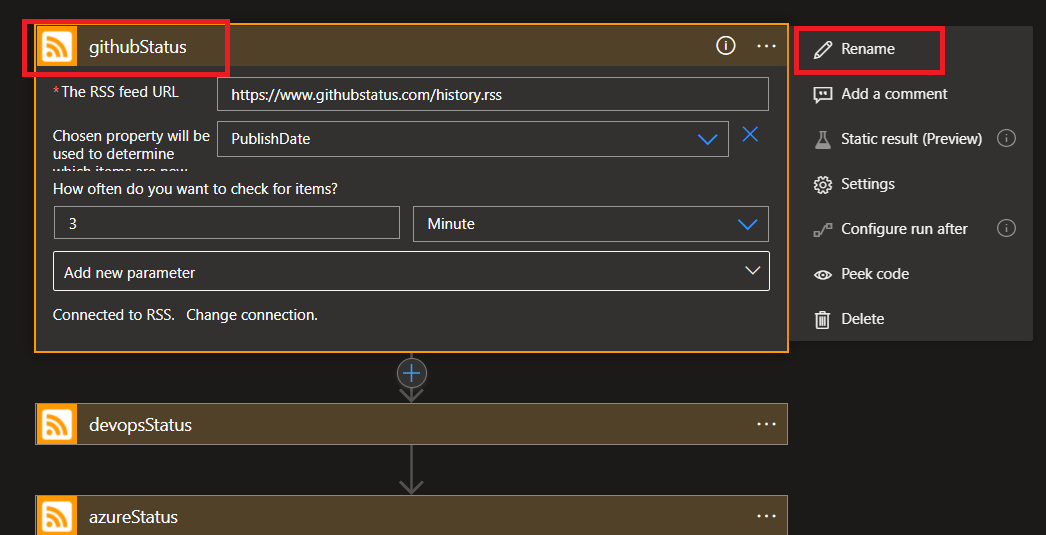 githubStatus
Rename
*The RSS feed URL
https://www.githubstatus.com/history.rss
Add a comment
Chosen property will be
used to determine
which items are new
PublishDate
Static result (Preview)
How often do you want to check for items?
Settings
3
Minute
Configure run after
Add new parameter
Peek code
Connected to RSS. Change connection.
Delete
devopsStatus
azureStatus